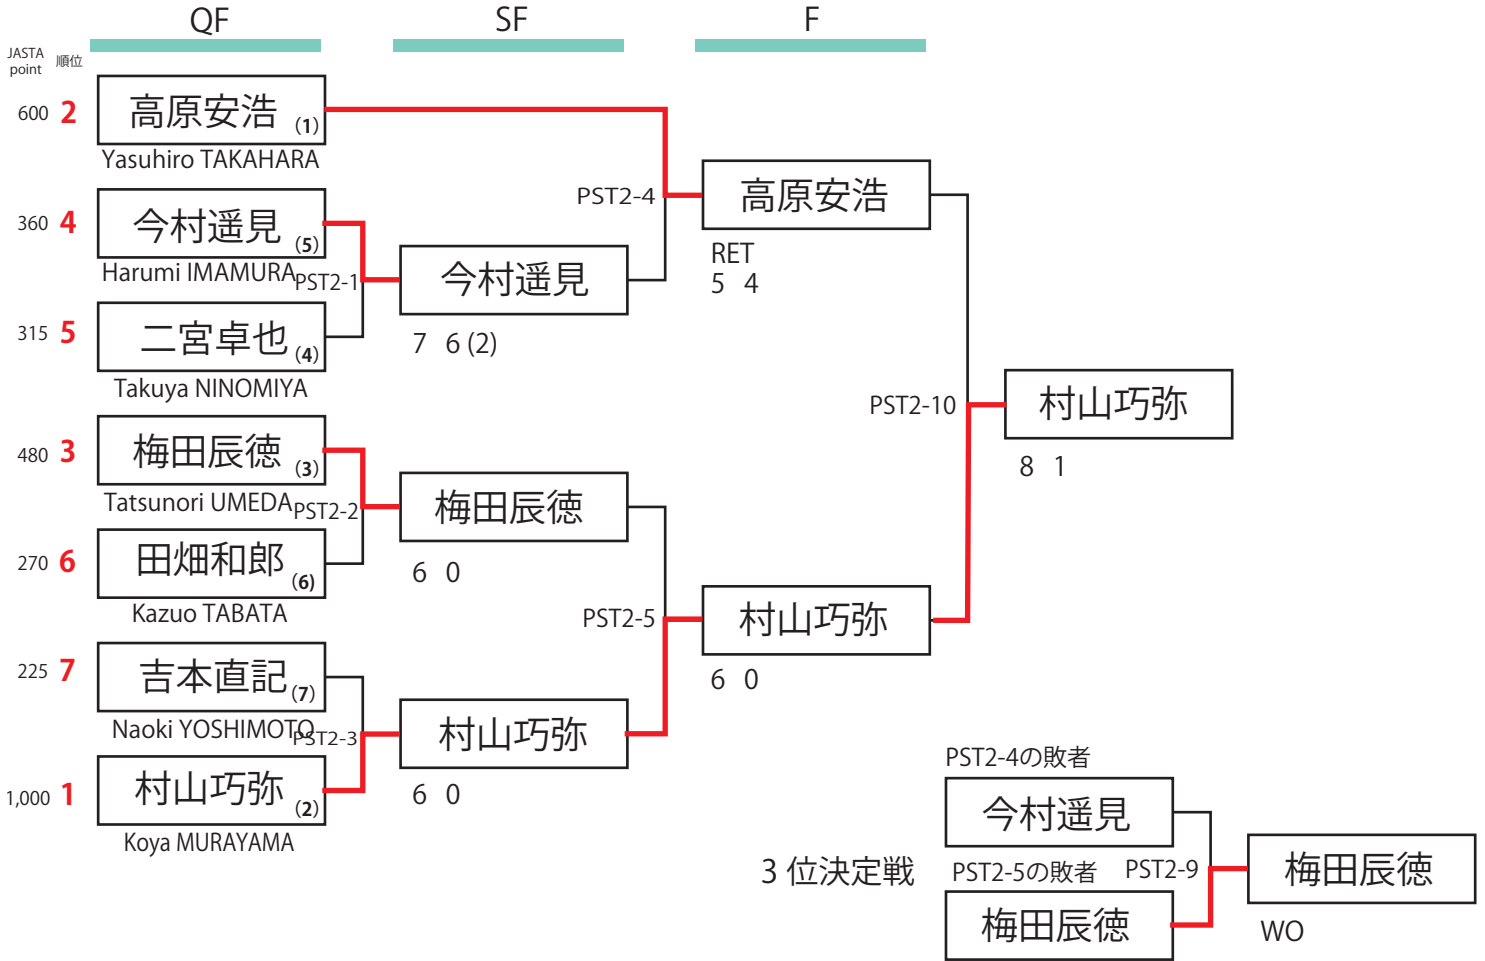 QF
SF
F
JASTA
point
順位
600 2 高原安浩 (1)
Yasuhiro TAKAHARA
360 4 今村遥見 (5)
Harumi IMAMURA
PST2-1
315 5 二宮卓也 (4)
Takuya NINOMIYA
480 3 梅田辰徳 (3)
Tatsunori UMEDA
PST2-2
270 6 田畑和郎 (6)
Kazuo TABATA
225 7 吉本直記 (7)
Naoki YOSHIMOTO
PST2-3
1,000 1 村山巧弥 (2)
Koya MURAYAMA
今村遥見
7 6 (2)
梅田辰徳
6 0
村山巧弥
6 0
PST2-4
高原安浩
RET
5 4
PST2-5
村山巧弥
6 0
PST2-10
村山巧弥
8 1
3 位決定戦
PST2-4の敗者
今村遥見
PST2-5の敗者
梅田辰徳
PST2-9
梅田辰徳
WO